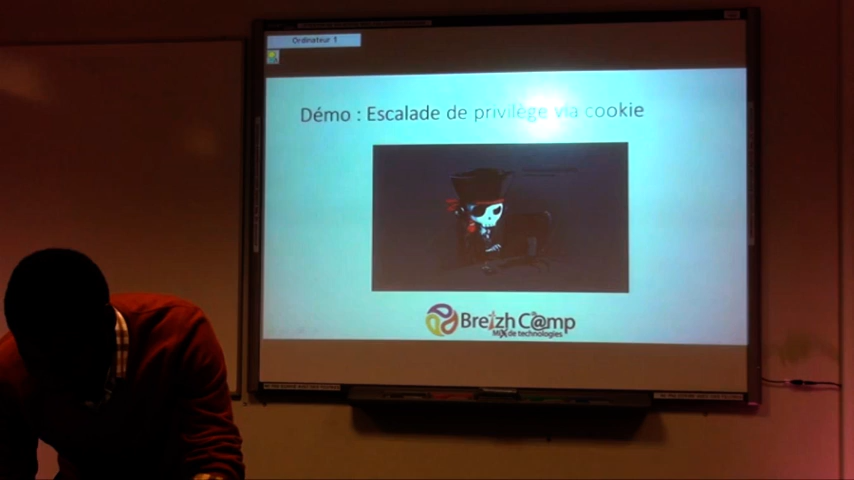 Ordinateur 1
Démo : Escalade de privilège via cookie
Breizh C@mp
MiX de technologies